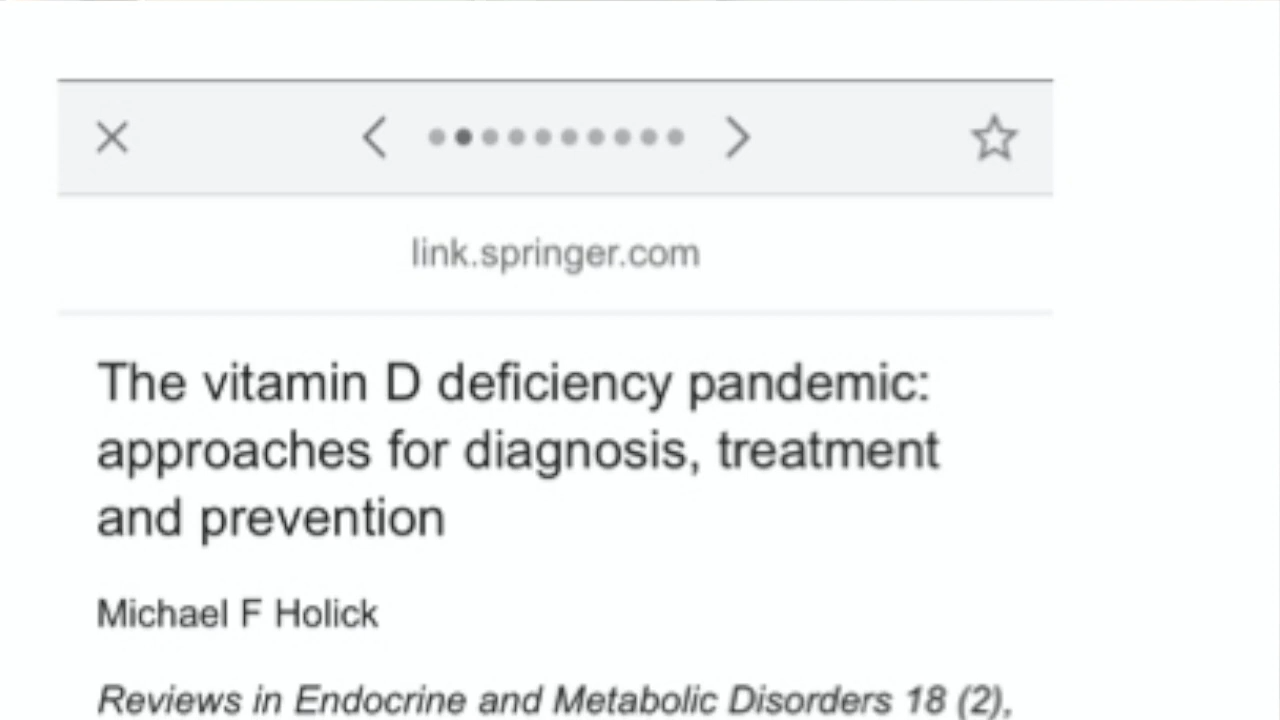 link.springer.com
The vitamin D deficiency pandemic:
approaches for diagnosis, treatment
and prevention
Michael F Holick
Reviews in Endocrine and Metabolic Disorders 18 (2),